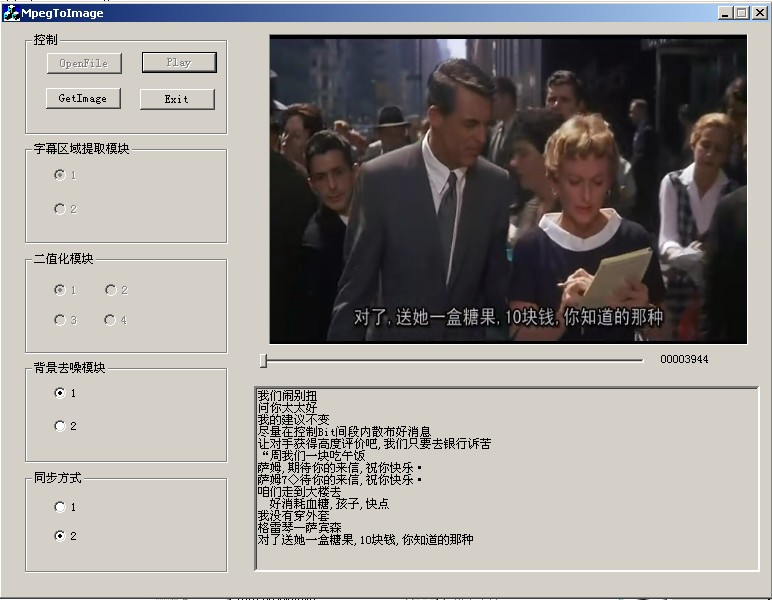 MpegToImage
控制
OpenFile
Play
GetImage
Exit
字幕区域提取模块
1
2
二值化模块
1
2
3
4
背景去噪模块
1
2
同步方式
1
2
对了,送她一盒糖果,10块钱,你知道的那种
00003944
我们闹别扭
问你太太好
我的建议不变
尽量在控制Bit间段内散布好消息
让对手获得高度评价吧,我们只要去银行诉苦
“周我们一块吃午饭
萨姆,期待你的来信,祝你快乐·
萨姆7◇待你的来信,祝你快乐·
咱们走到大楼去
好消耗血糖,孩子,快点
我没有穿外套
格雷琴一萨宾森
对了送她一盒糖果,10块钱,你知道的那种